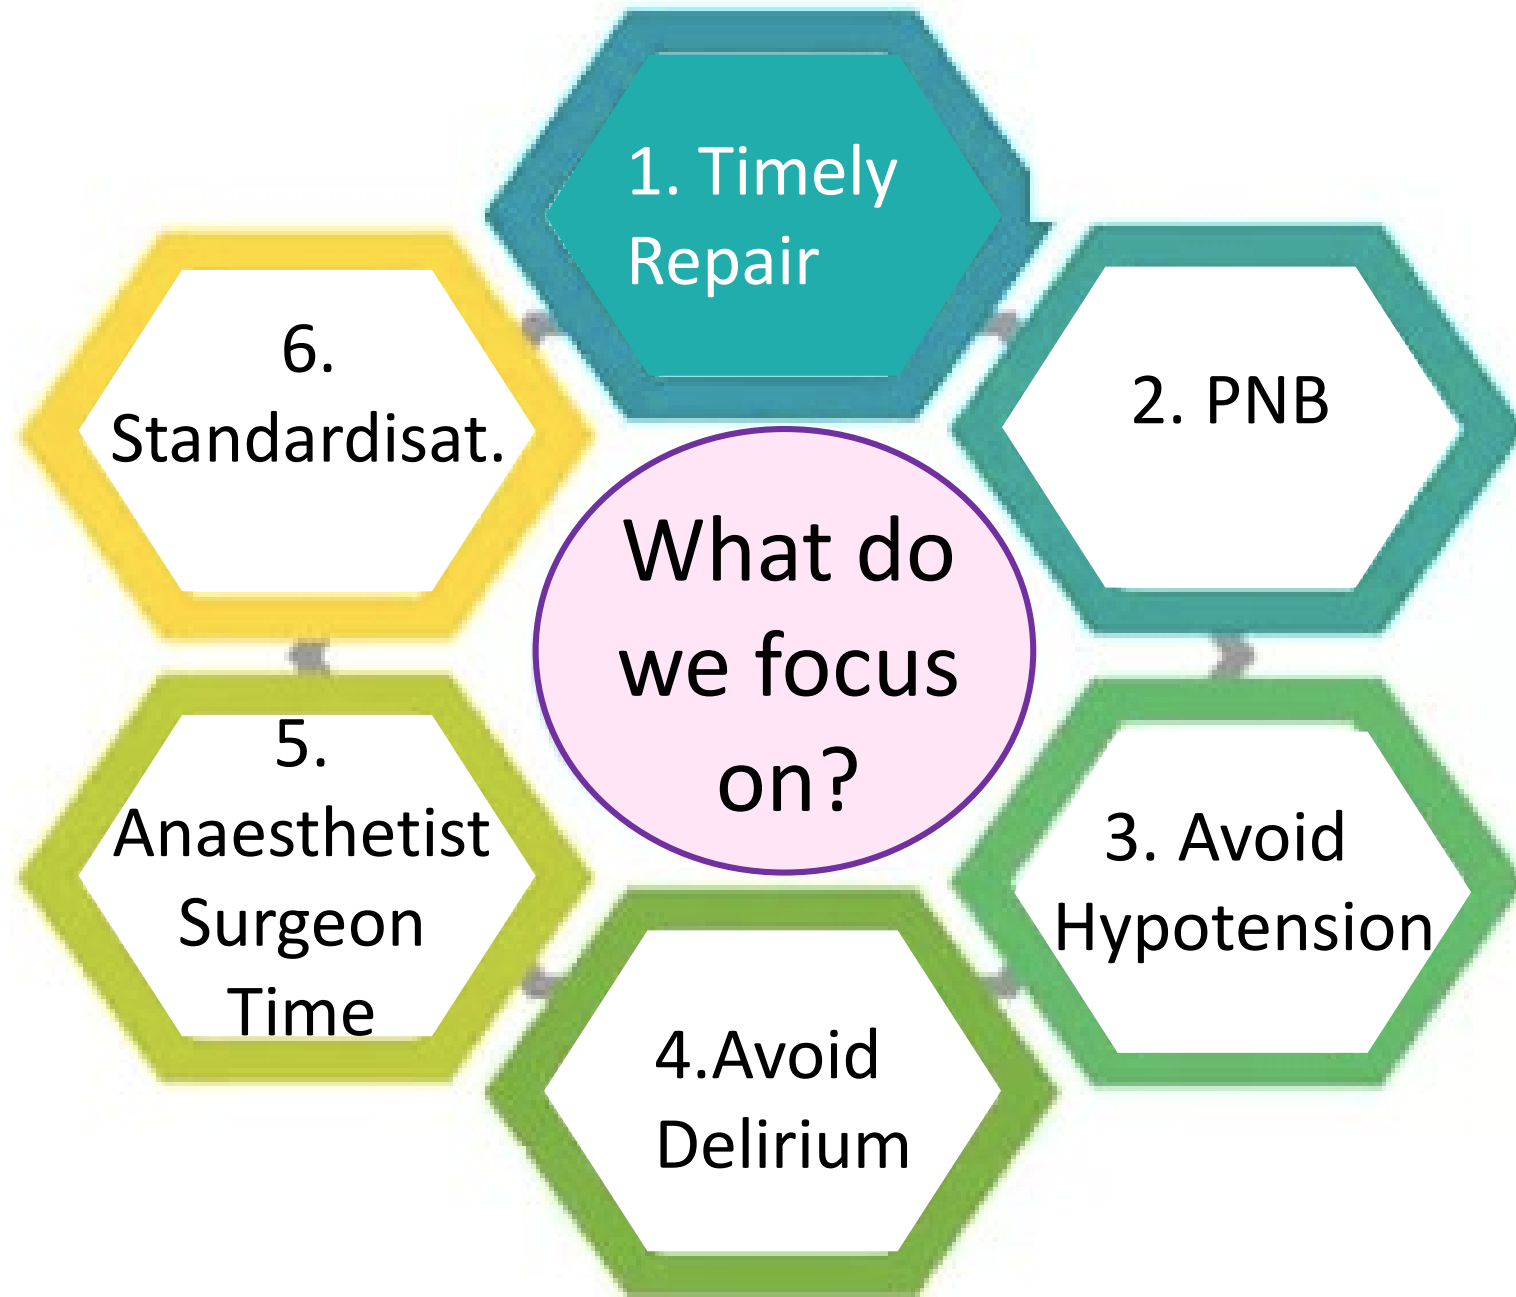 1. Timely
Repair
2. PNB
3. Avoid
Hypotension
4.Avoid
Delirium
5.
Anaesthetist
Surgeon
Time
6.
Standardisat.
What do
we focus
on?